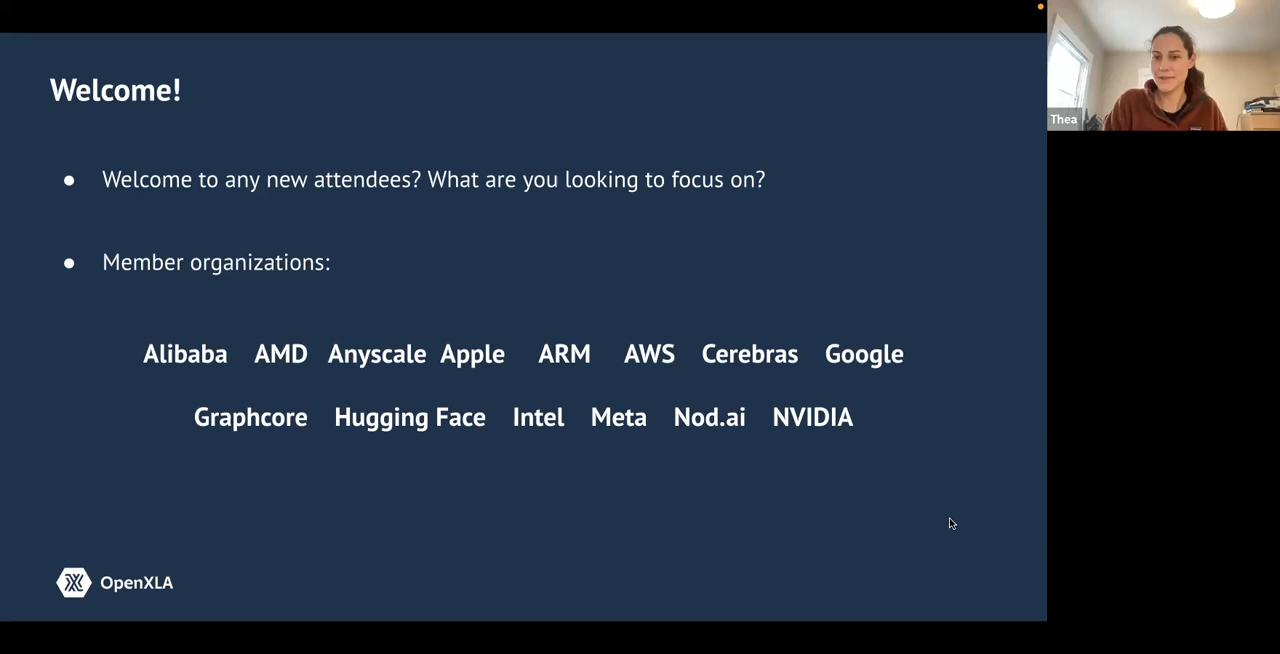 Welcome!
● Welcome to any new attendees? What are you looking to focus on?
● Member organizations:
Alibaba AMD Anyscale Apple ARM AWS Cerebras Google
Graphcore Hugging Face Intel Meta Nod.ai NVIDIA
OpenXLA
Thea